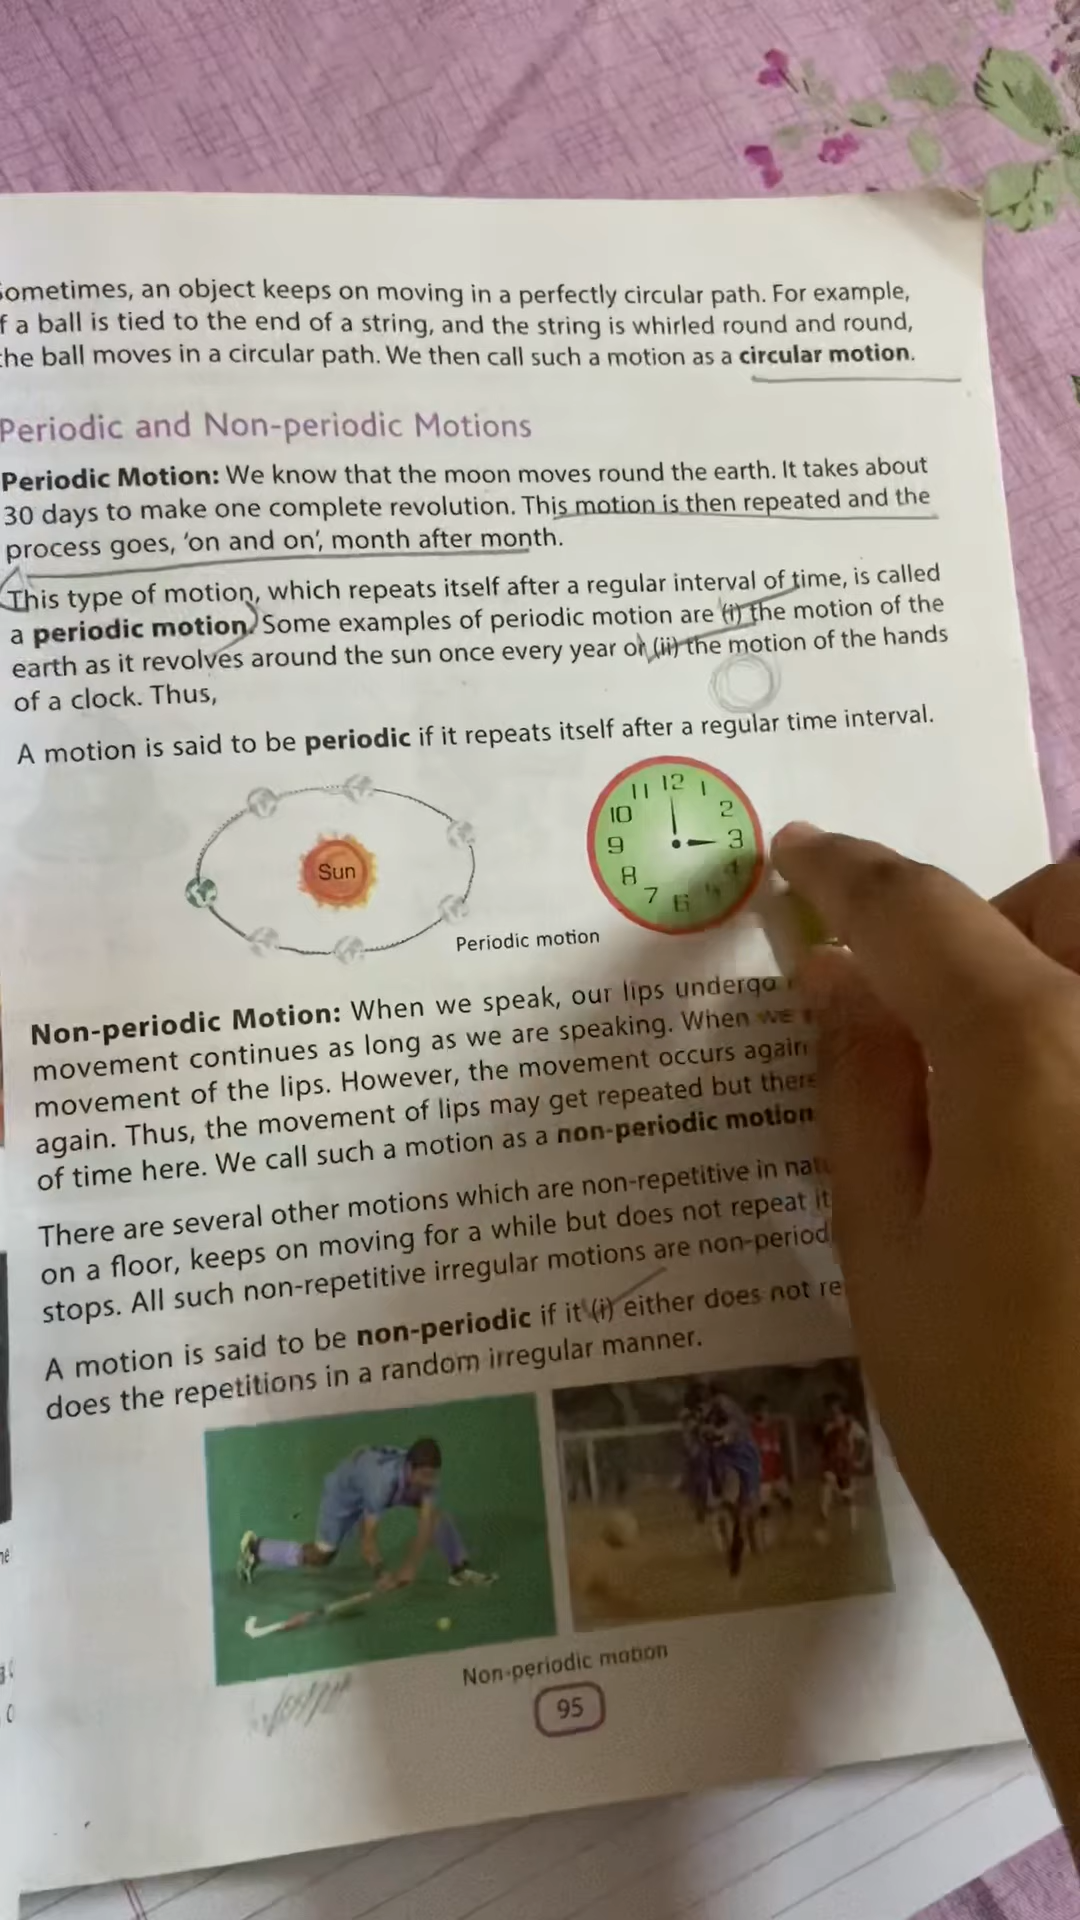 ometimes, an object keeps on moving in a perfectly circular path. For example,
f a ball is tied to the end of a string, and the string is whirled round and round,
he ball moves in a circular path. We then call such a motion as a circular motion.
Periodic and Non-periodic Motions
Periodic Motion: We know that the moon moves round the earth. It takes about
30 days to make one complete revolution. This motion is then repeated and the
process goes, 'on and on', month after month.
This type of motion, which repeats itself after a regular interval of time, is called
a periodic motion. Some examples of periodic motion are (i) the motion of the
earth as it revolves around the sun once every year or (ii) the motion of the hands
of a clock. Thus,
A motion is said to be periodic if it repeats itself after a regular time interval.
Sun
11 12 1
10 2
9 3
8 4
7 6
Periodic motion
Non-periodic Motion: When we speak, our lips undergo
movement continues as long as we are speaking. When we
movement of the lips. However, the movement occurs again
again. Thus, the movement of lips may get repeated but there
of time here. We call such a motion as a non-periodic motion
There are several other motions which are non-repetitive in
on a floor, keeps on moving for a while but does not repeat
stops. All such non-repetitive irregular motions are non-period
A motion is said to be non-periodic if it (i) either does not re
does the repetitions in a random irregular manner.
Non-periodic motion
95